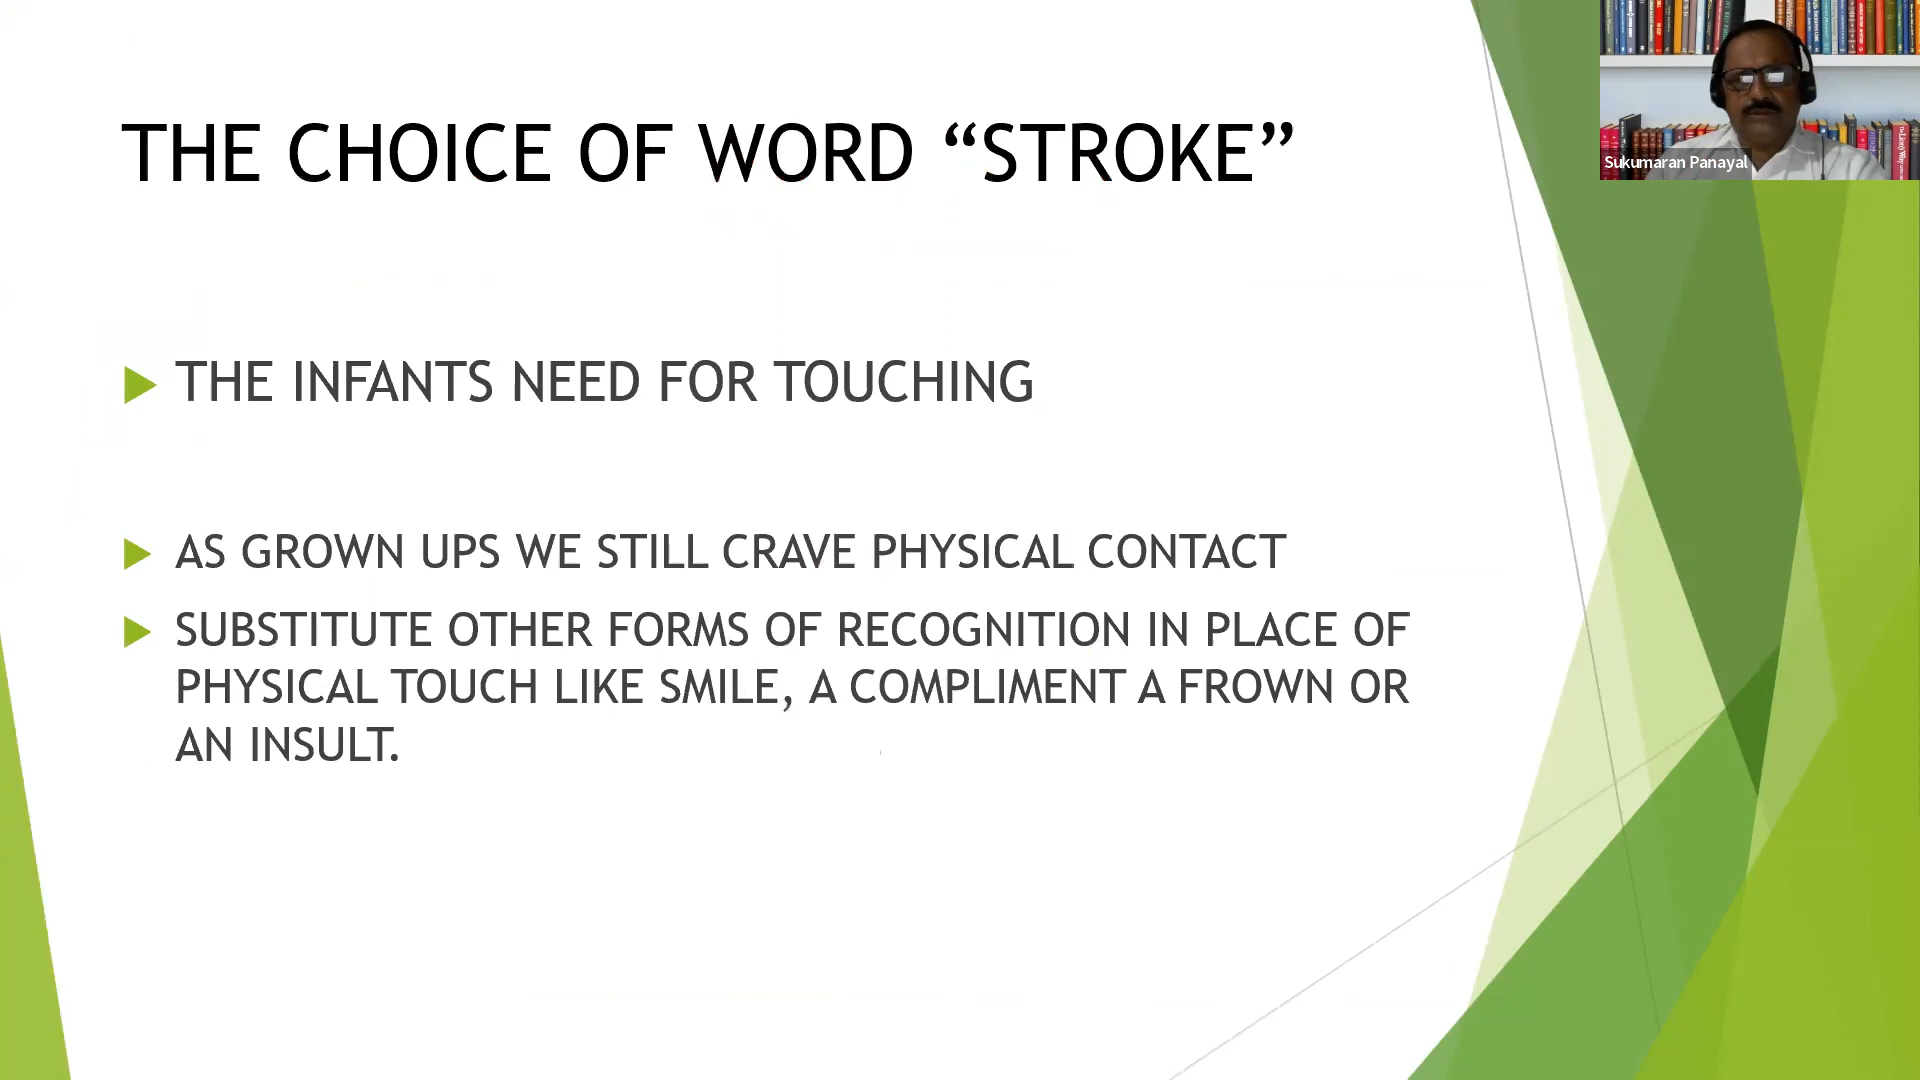 THE CHOICE OF WORD “STROKE”
Sukumaran Panayal
THE INFANTS NEED FOR TOUCHING
AS GROWN UPS WE STILL CRAVE PHYSICAL CONTACT
SUBSTITUTE OTHER FORMS OF RECOGNITION IN PLACE OF
PHYSICAL TOUCH LIKE SMILE, A COMPLIMENT A FROWN OR
AN INSULT.